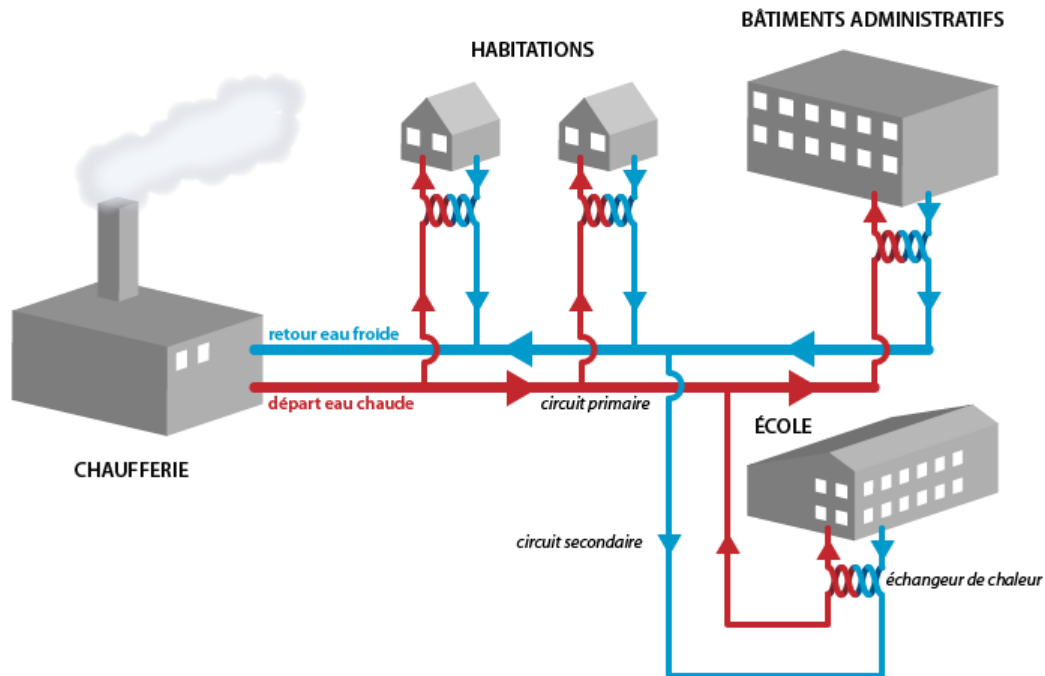 BÂTIMENTS ADMINISTRATIFS
HABITATIONS
retour eau froide
départ eau chaude
circuit primaire
ÉCOLE
CHAUFFERIE
circuit secondaire
échangeur de chaleur